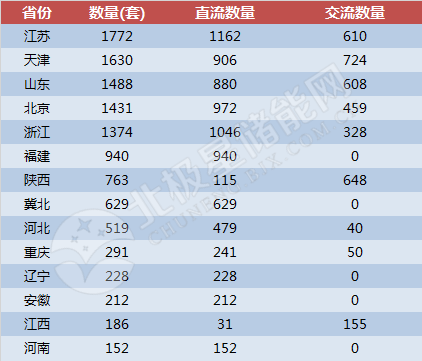 省份 数量(套) 直流数量 交流数量
江苏 1772 1162 610
天津 1630 906 724
山东 1488 880 608
北京 1431 972 459
浙江 1374 1046 328
福建 940 940 0
陕西 763 115 648
冀北 629 629 0
河北 519 479 40
重庆 291 241 50
辽宁 228 228 0
安徽 212 212 0
江西 186 31 155
河南 152 152 0
北极星储能网